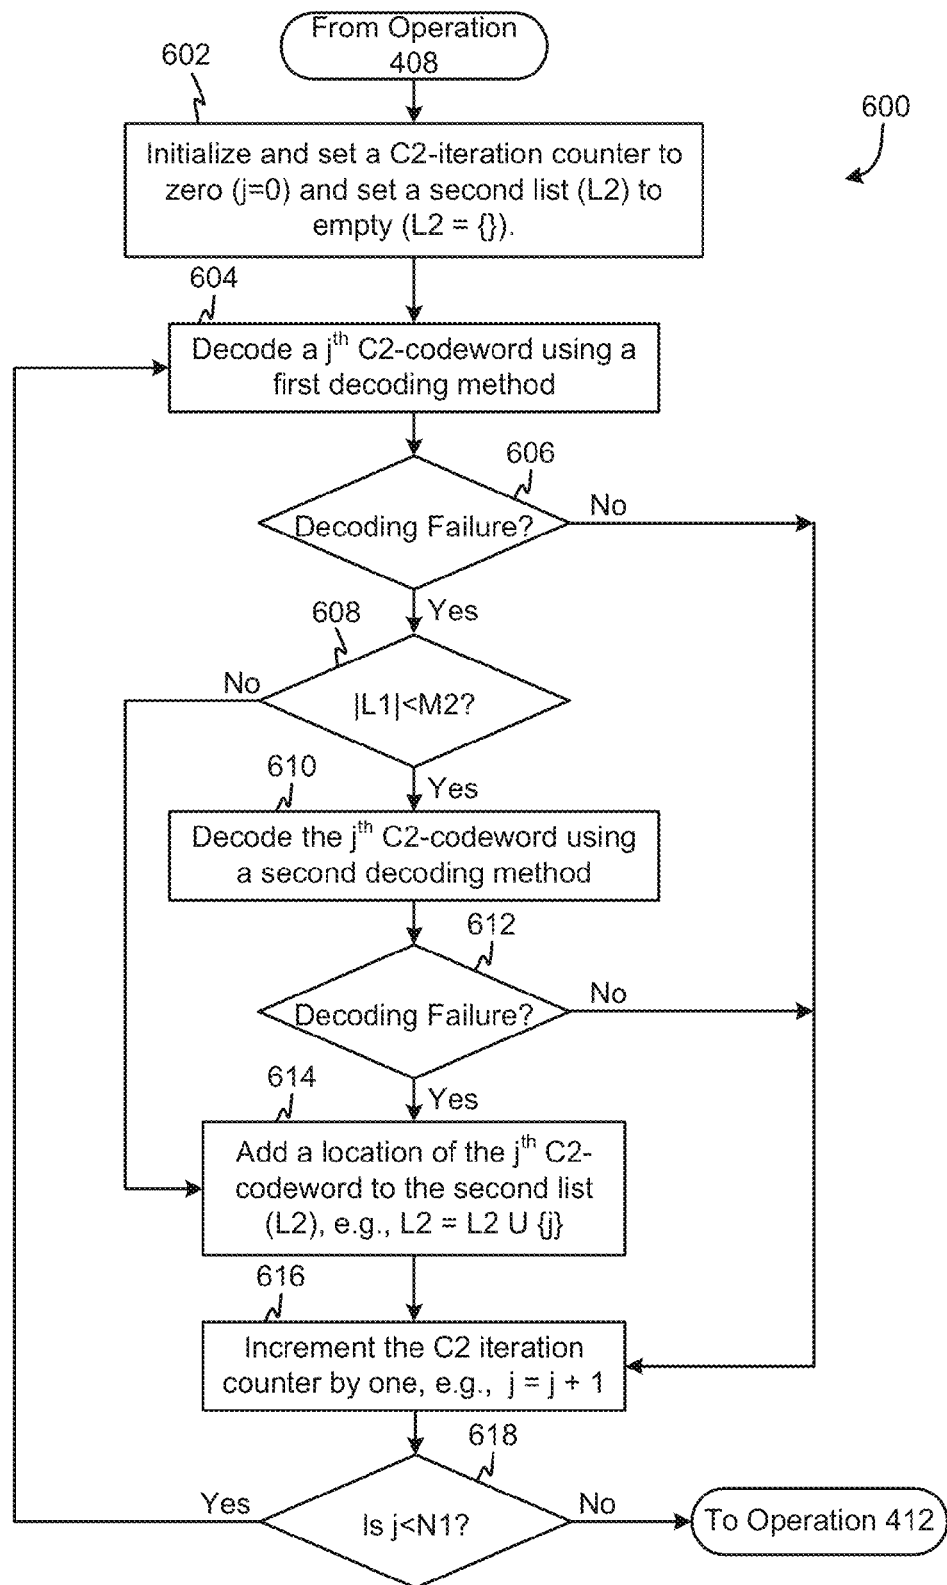 From Operation
408
602
600
Initialize and set a C2-iteration counter to
zero (j=0) and set a second list (L2) to
empty (L2 = {}).
604
Decode a jth C2-codeword using a
first decoding method
606
Decoding Failure?
No
Yes
608
No
|L1|<M2?
Yes
610
Decode the jth C2-codeword using
a second decoding method
612
Decoding Failure?
No
Yes
614
Add a location of the jth C2-
codeword to the second list
(L2), e.g., L2 = L2 U {j}
616
Increment the C2 iteration
counter by one, e.g., j = j + 1
618
Yes
Is j<N1?
No
To Operation 412